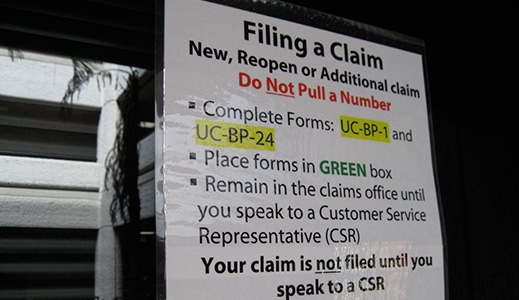 Filing a Claim
New, Reopen or Additional claim
Do Not Pull a Number
▪ Complete Forms: UC-BP-1 and
UC-BP-24
▪ Place forms in GREEN box
▪ Remain in the claims office until
you speak to a Customer Service
Representative (CSR)
Your claim is not filed until you
speak to a CSR